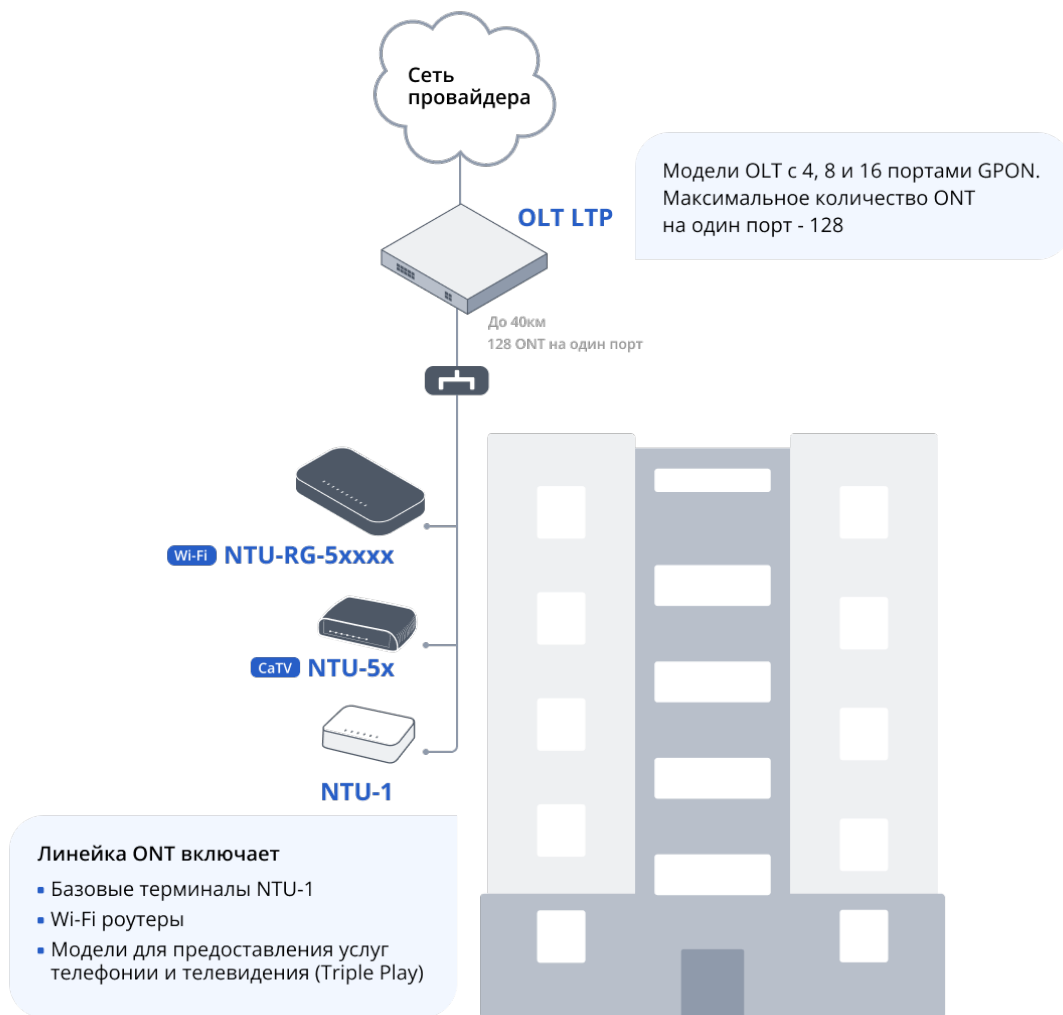 Сеть
провайдера
OLT LTP
Модели OLT с 4, 8 и 16 портами GPON.
Максимальное количество ONT
на один порт - 128
До 40км
128 ONT на один порт
Wi-Fi NTU-RG-5xxxx
CaTV NTU-5x
NTU-1
Линейка ONT включает
Базовые терминалы NTU-1
Wi-Fi роутеры
Модели для предоставления услуг
телефонии и телевидения (Triple Play)